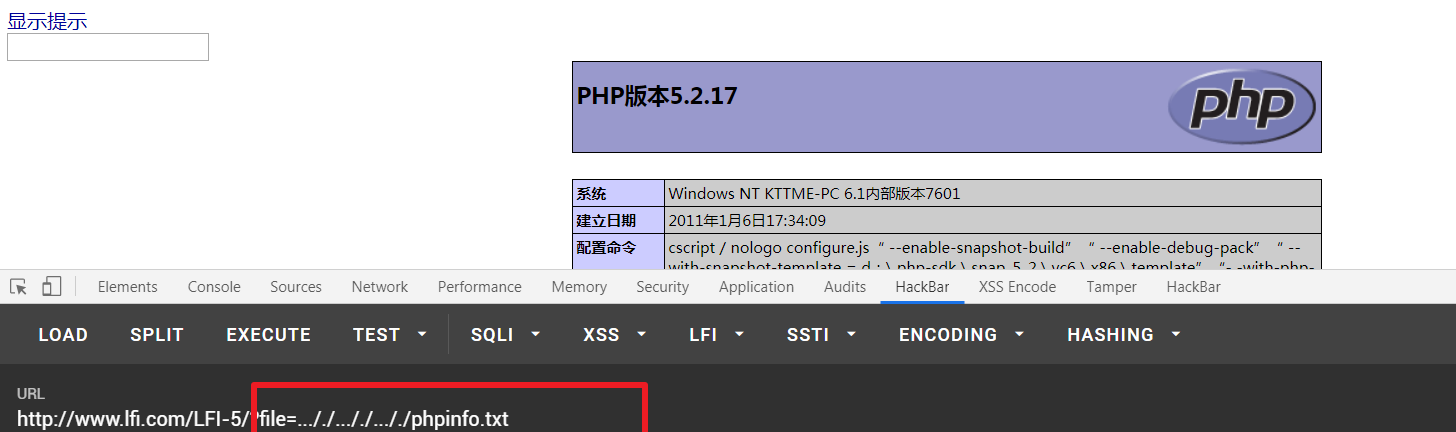 显示提示
PHP版本5.2.17
php
系统 Windows NT KTTME-PC 6.1内部版本7601
建立日期 2011年1月6日17:34:09
配置命令 cscript / nologo configure.js “ --enable-snapshot-build” “ --enable-debug-pack” “ --
with-snapshot-template = d：\ php-sdk \ snap_5_2 \ vc6 \ x86 \ template” “- -with-php-
Elements Console Sources Network Performance Memory Security Application Audits HackBar XSS Encode Tamper HackBar
LOAD SPLIT EXECUTE TEST SQLI XSS LFI SSTI ENCODING HASHING
URL
http://www.lfi.com/LFI-5/?file=..././..././..././phpinfo.txt